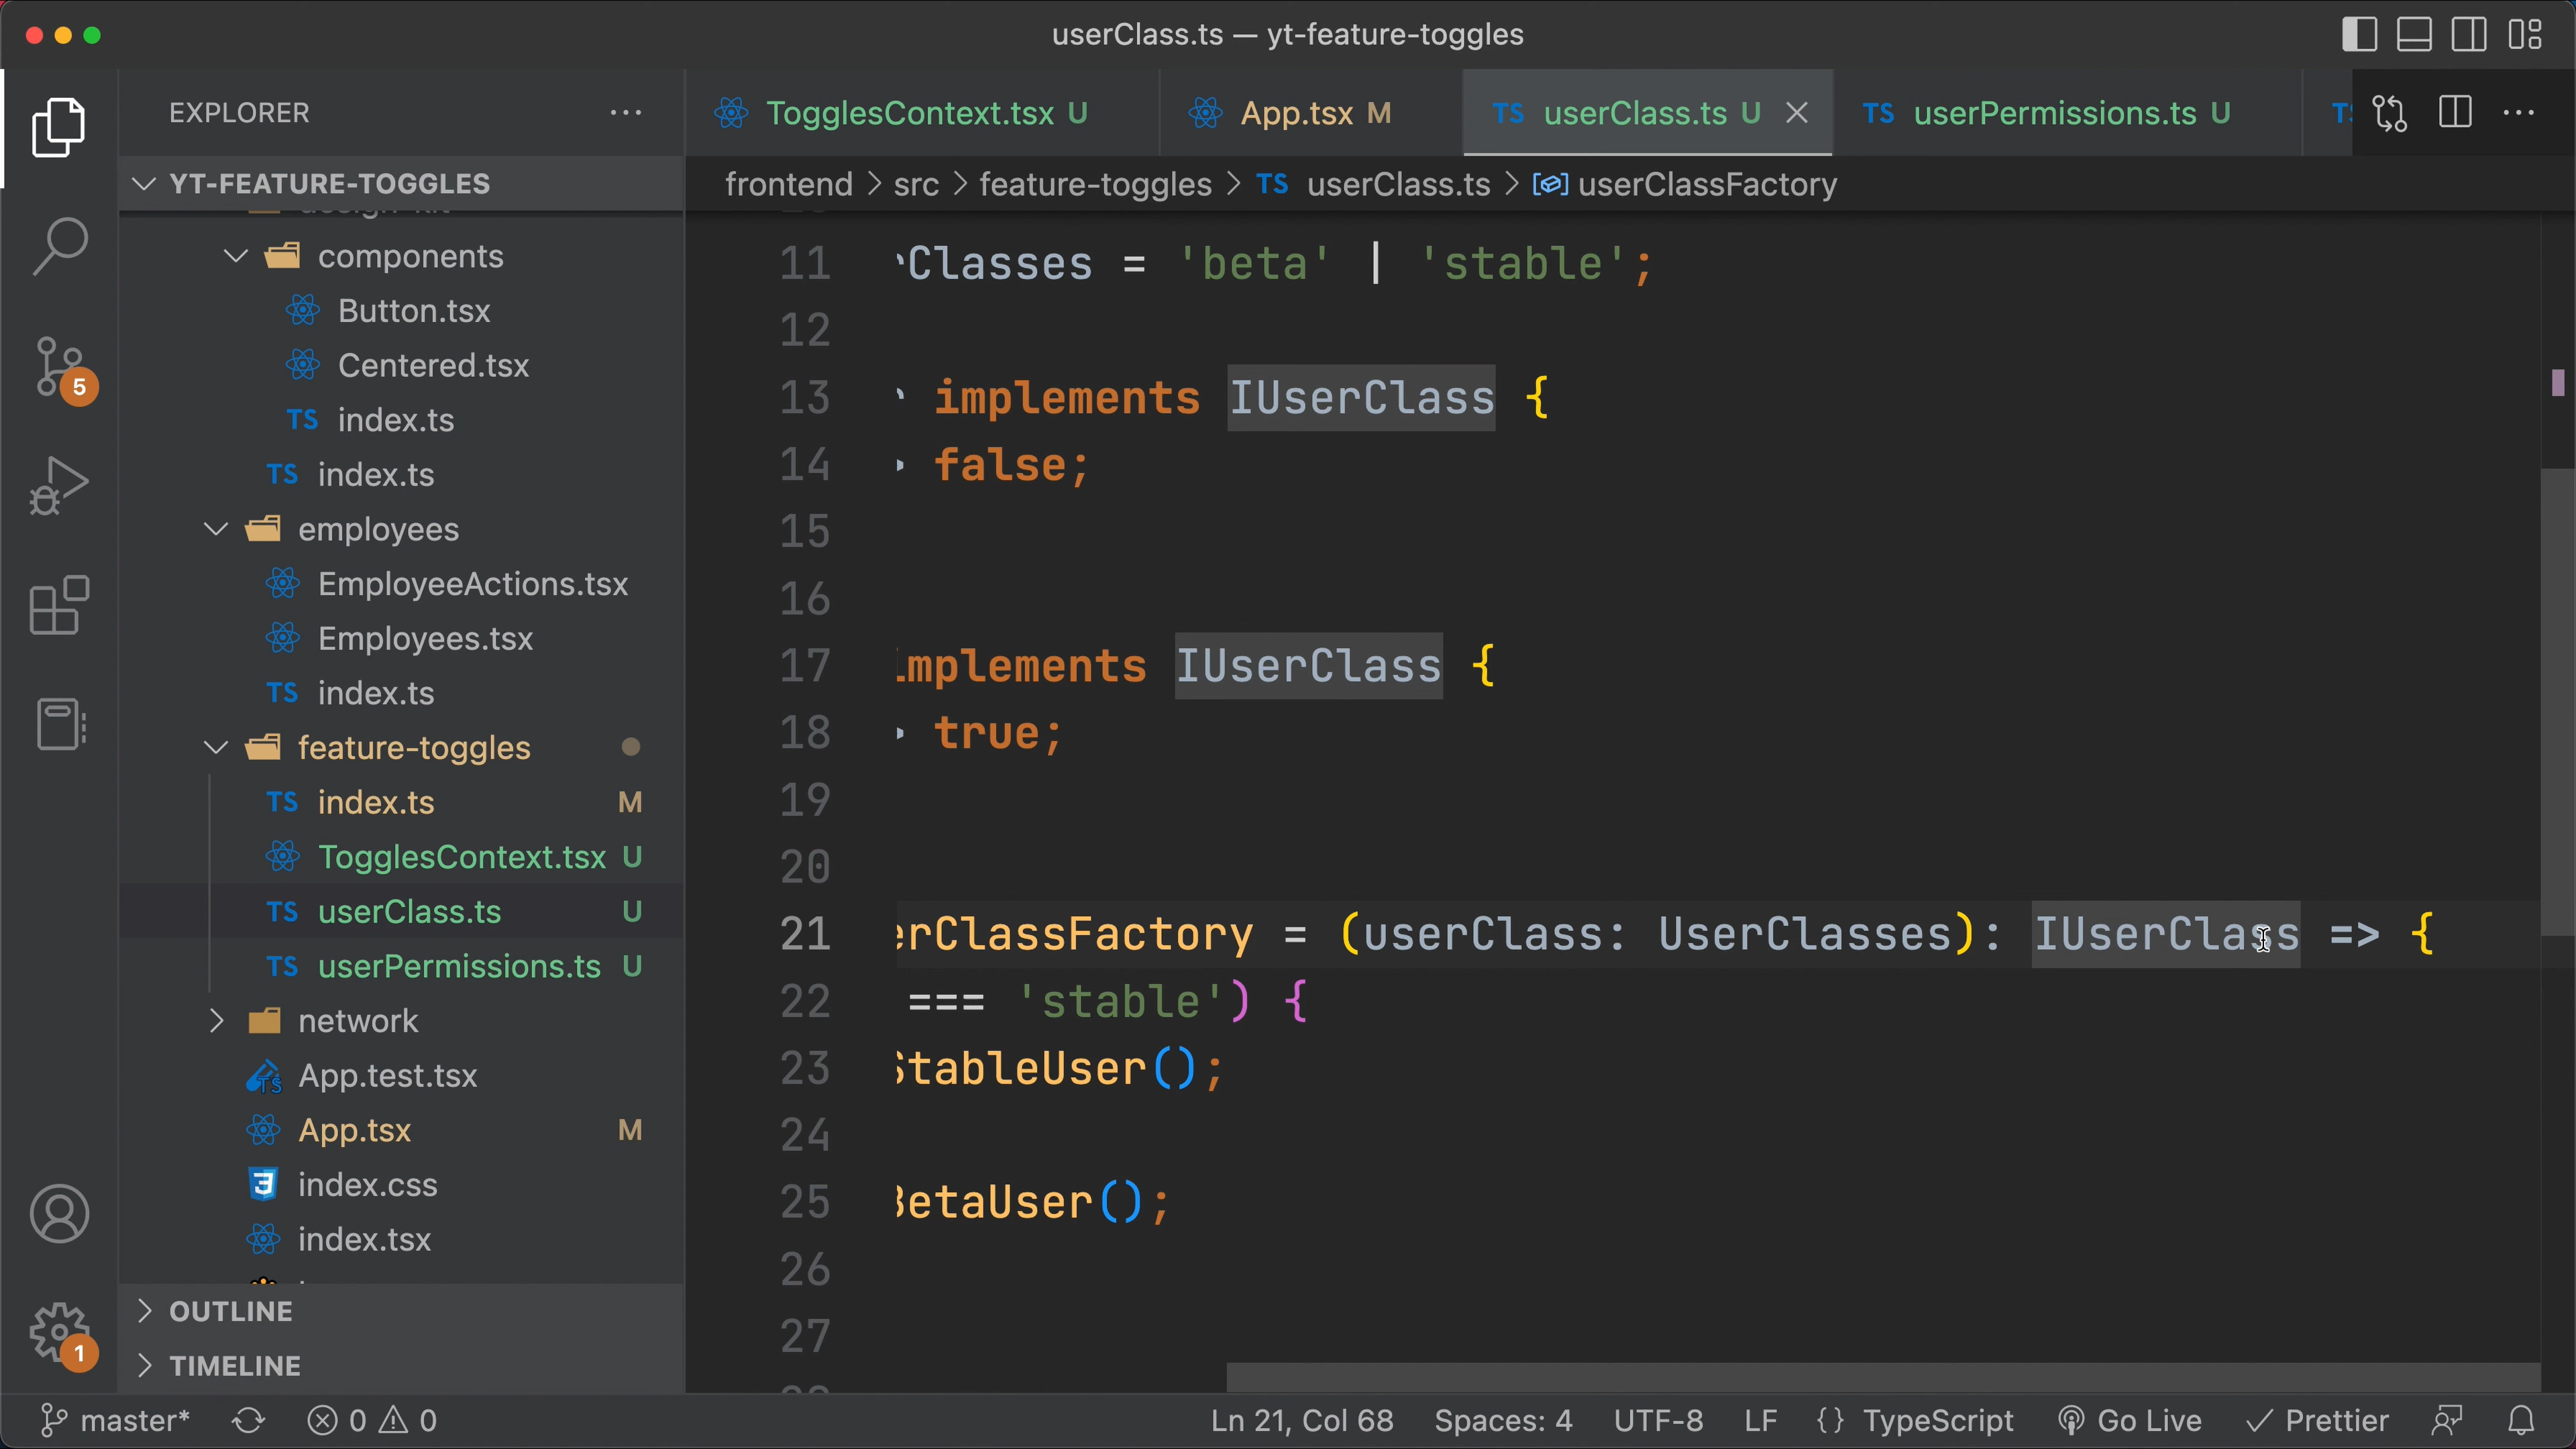 userClass.ts — yt-feature-toggles
EXPLORER
YT-FEATURE-TOGGLES
components
Button.tsx
Centered.tsx
TS index.ts
TS index.ts
employees
EmployeeActions.tsx
Employees.tsx
TS index.ts
feature-toggles
TS index.ts M
TogglesContext.tsx U
TS userClass.ts U
TS userPermissions.ts U
network
App.test.tsx
App.tsx M
index.css
index.tsx
OUTLINE
TIMELINE
5
1
TogglesContext.tsx U
App.tsx M
TS userClass.ts U
TS userPermissions.ts U
frontend > src > feature-toggles > TS userClass.ts > userClassFactory
11 rClasses = 'beta' | 'stable';
12
13 implements IUserClass {
14 false;
15
16
17 implements IUserClass {
18 true;
19
20
21 erClassFactory = (userClass: UserClasses): IUserClass => {
22 === 'stable') {
23 StableUser();
24
25 BetaUser();
26
27
master* 0 0 Ln 21, Col 68 Spaces: 4 UTF-8 LF {} TypeScript Go Live Prettier